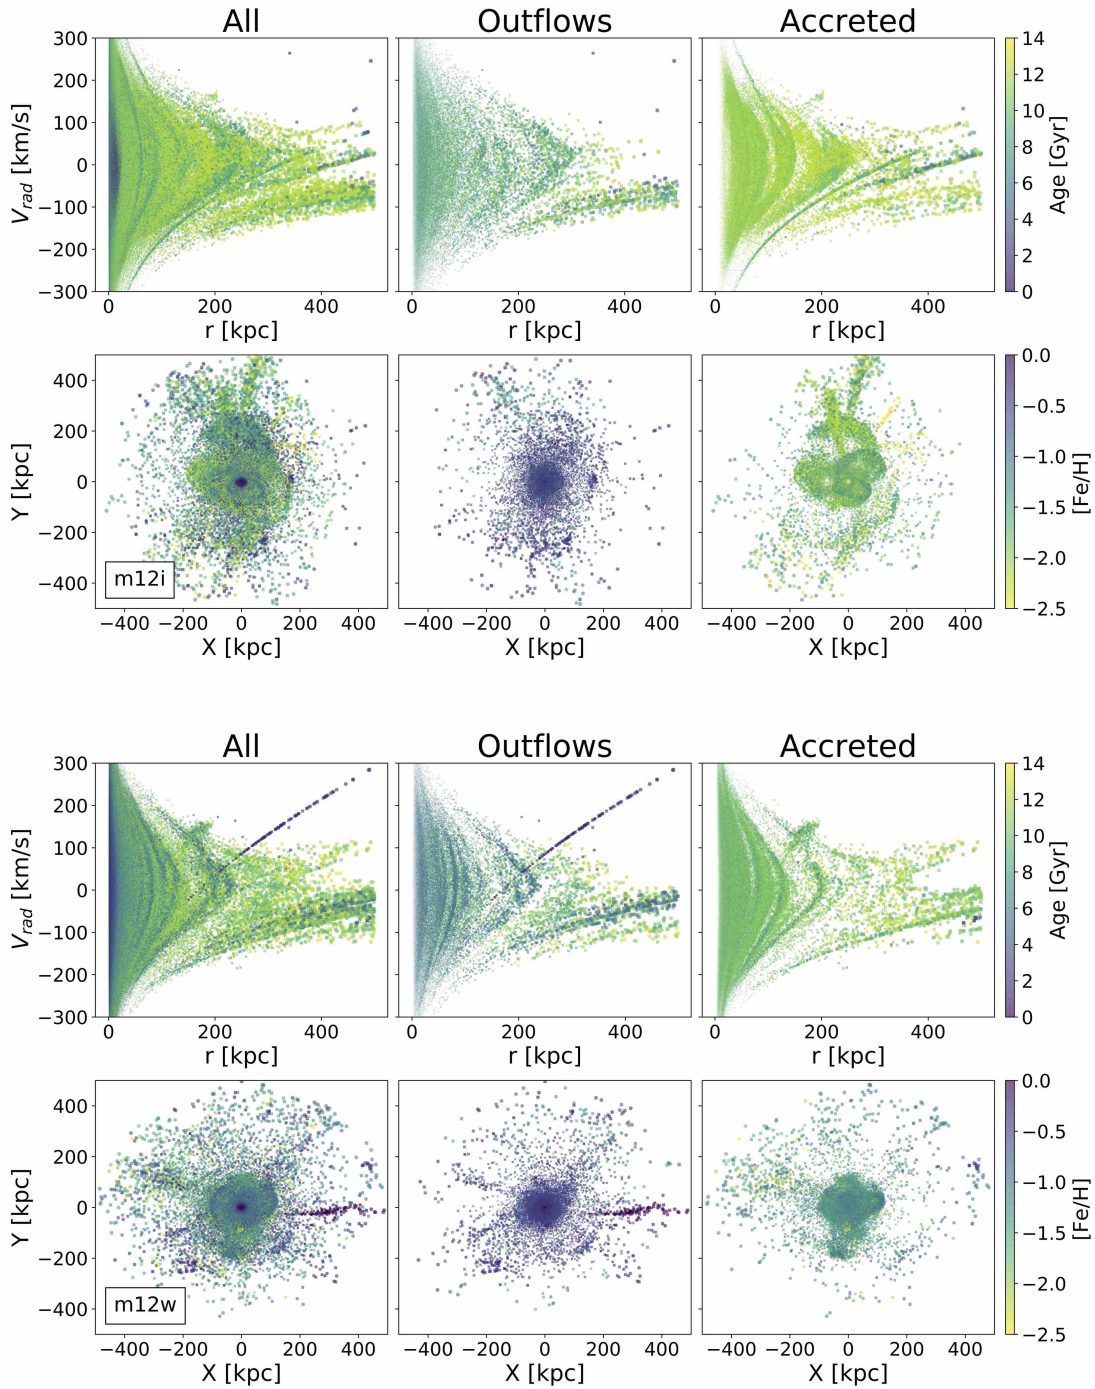 All Outflows Accreted
300
200
100
0
−100
−200
−300
V_rad [km/s]
0 200 400 0 200 400 0 200 400
r [kpc] r [kpc] r [kpc]
14
12
10
8
6
4
2
0
Age [Gyr]
400
200
0
−200
−400
Y [kpc]
m12i
−400 −200 0 200 400 −400 −200 0 200 400 −400 −200 0 200 400
X [kpc] X [kpc] X [kpc]
0.0
−0.5
−1.0
−1.5
−2.0
−2.5
[Fe/H]
All Outflows Accreted
300
200
100
0
−100
−200
−300
V_rad [km/s]
0 200 400 0 200 400 0 200 400
r [kpc] r [kpc] r [kpc]
14
12
10
8
6
4
2
0
Age [Gyr]
400
200
0
−200
−400
Y [kpc]
m12w
−400 −200 0 200 400 −400 −200 0 200 400 −400 −200 0 200 400
X [kpc] X [kpc] X [kpc]
0.0
−0.5
−1.0
−1.5
−2.0
−2.5
[Fe/H]